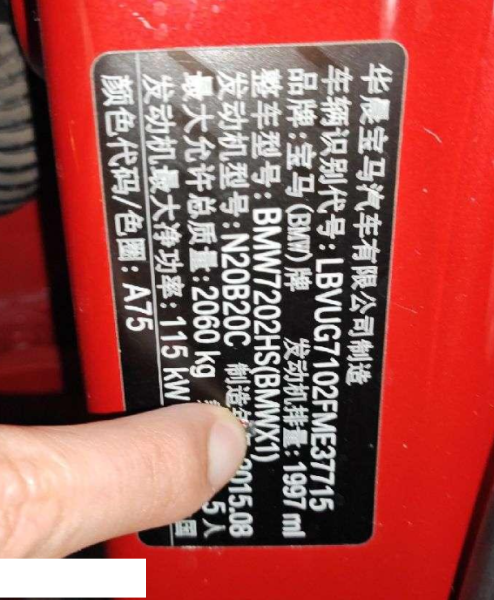 华晨宝马汽车有限公司制造
车辆识别代号: LBVUG7102FME37715
品牌: 宝马(BMW)牌 发动机排量: 1997 ml
整车型号: BMW7202HS(BMWX1)
发动机型号: N20B20C 制造 2015.08
最大允许总质量: 2060 kg 5人
发动机最大净功率: 115 kW 国
颜色代码/色圈: A75